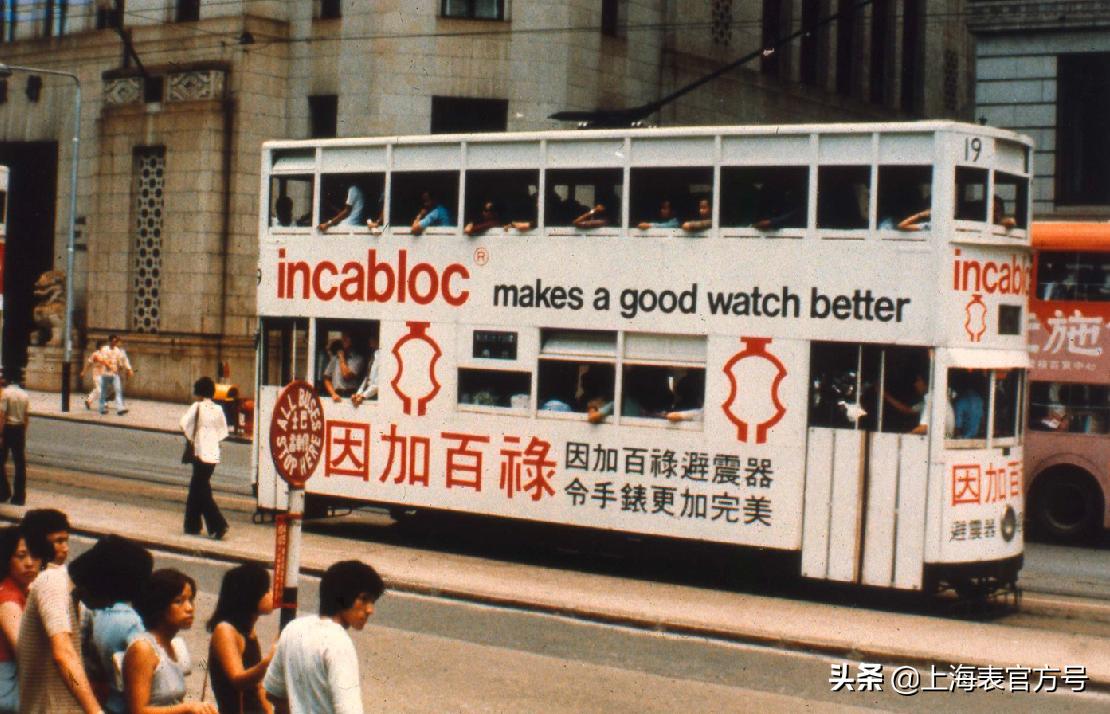 19
incabloc®
makes a good watch better
incabl
因加百祿
因加百祿避震器
令手錶更加完美
因加百
避震器
ALL BUSES
STOP HERE
施
头条 @上海表官方号